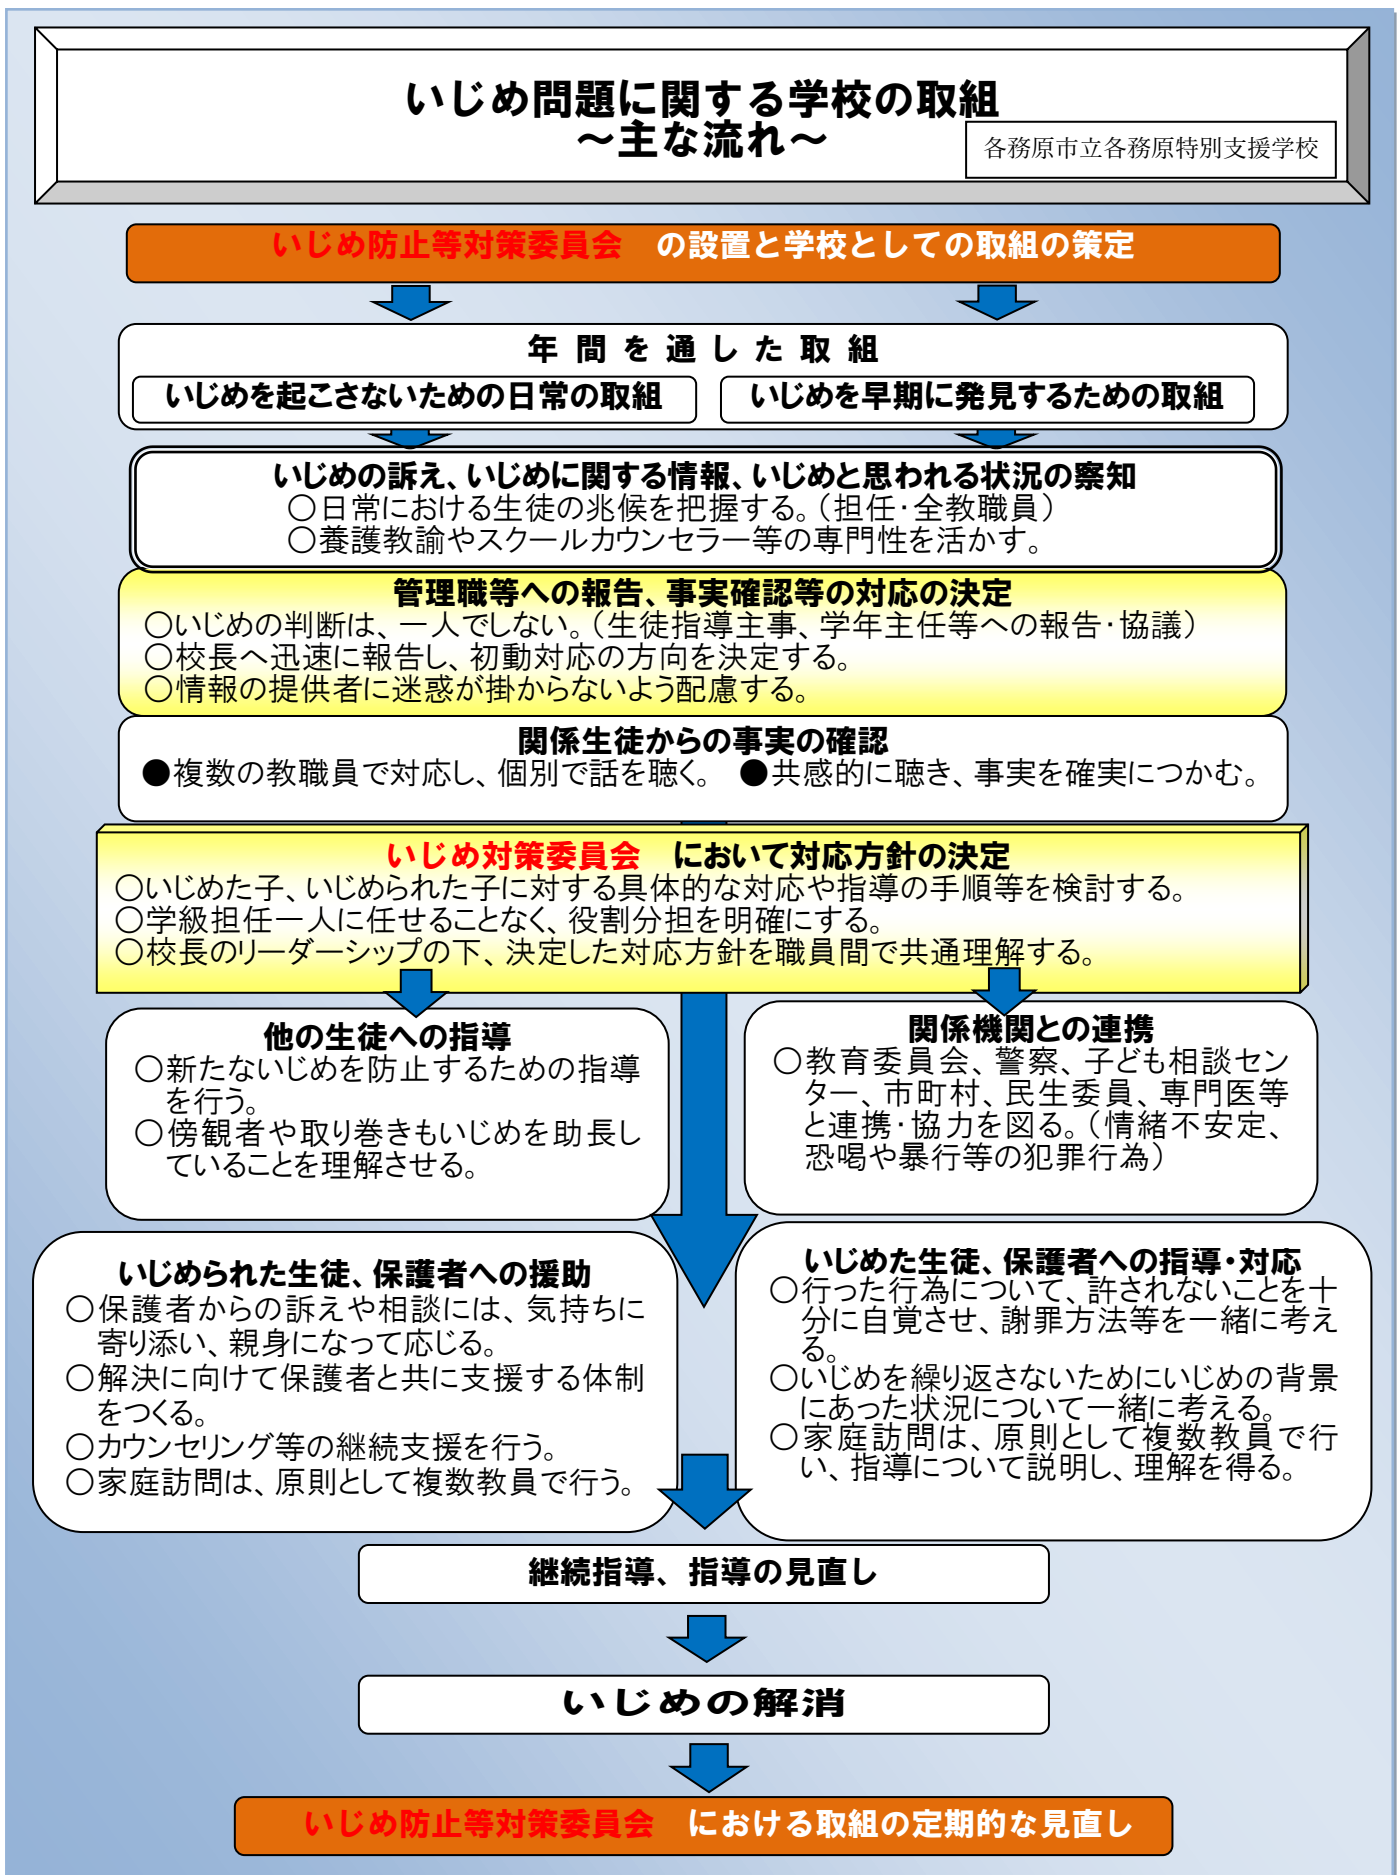 いじめ問題に関する学校の取組
～主な流れ～
各務原市立各務原特別支援学校
いじめ防止等対策委員会　の設置と学校としての取組の策定
年 間 を 通 し た 取 組
いじめを起こさないための日常の取組
いじめを早期に発見するための取組
いじめの訴え、いじめに関する情報、いじめと思われる状況の察知
○日常における生徒の兆候を把握する。（担任・全教職員）
○養護教諭やスクールカウンセラー等の専門性を活かす。
管理職等への報告、事実確認等の対応の決定
○いじめの判断は、一人でしない。（生徒指導主事、学年主任等への報告・協議）
○校長へ迅速に報告し、初動対応の方向を決定する。
○情報の提供者に迷惑が掛からないよう配慮する。
関係生徒からの事実の確認
●複数の教職員で対応し、個別で話を聴く。　●共感的に聴き、事実を確実につかむ。
いじめ対策委員会　において対応方針の決定
○いじめた子、いじめられた子に対する具体的な対応や指導の手順等を検討する。
○学級担任一人に任せることなく、役割分担を明確にする。
○校長のリーダーシップの下、決定した対応方針を職員間で共通理解する。
他の生徒への指導
○新たないじめを防止するための指導
を行う。
○傍観者や取り巻きもいじめを助長し
ていることを理解させる。
関係機関との連携
○教育委員会、警察、子ども相談セン
ター、市町村、民生委員、専門医等
と連携・協力を図る。（情緒不安定、
恐喝や暴行等の犯罪行為）
いじめられた生徒、保護者への援助
○保護者からの訴えや相談には、気持ちに
寄り添い、親身になって応じる。
○解決に向けて保護者と共に支援する体制
をつくる。
○カウンセリング等の継続支援を行う。
○家庭訪問は、原則として複数教員で行う。
いじめた生徒、保護者への指導・対応
○行った行為について、許されないことを十
分に自覚させ、謝罪方法等を一緒に考え
る。
○いじめを繰り返さないためにいじめの背景
にあった状況について一緒に考える。
○家庭訪問は、原則として複数教員で行
い、指導について説明し、理解を得る。
継続指導、指導の見直し
いじめの解消
いじめ防止等対策委員会　における取組の定期的な見直し